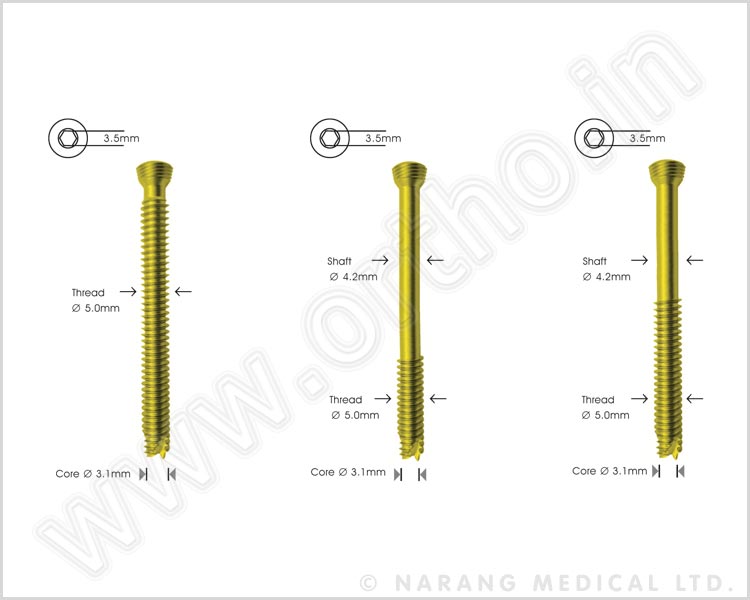 3.5mm
3.5mm
3.5mm
Thread
Ø 5.0mm
Core Ø 3.1mm
Shaft
Ø 4.2mm
Thread
Ø 5.0mm
Core Ø 3.1mm
Shaft
Ø 4.2mm
Thread
Ø 5.0mm
Core Ø 3.1mm
www.ortho.in
© NARANG MEDICAL LTD.